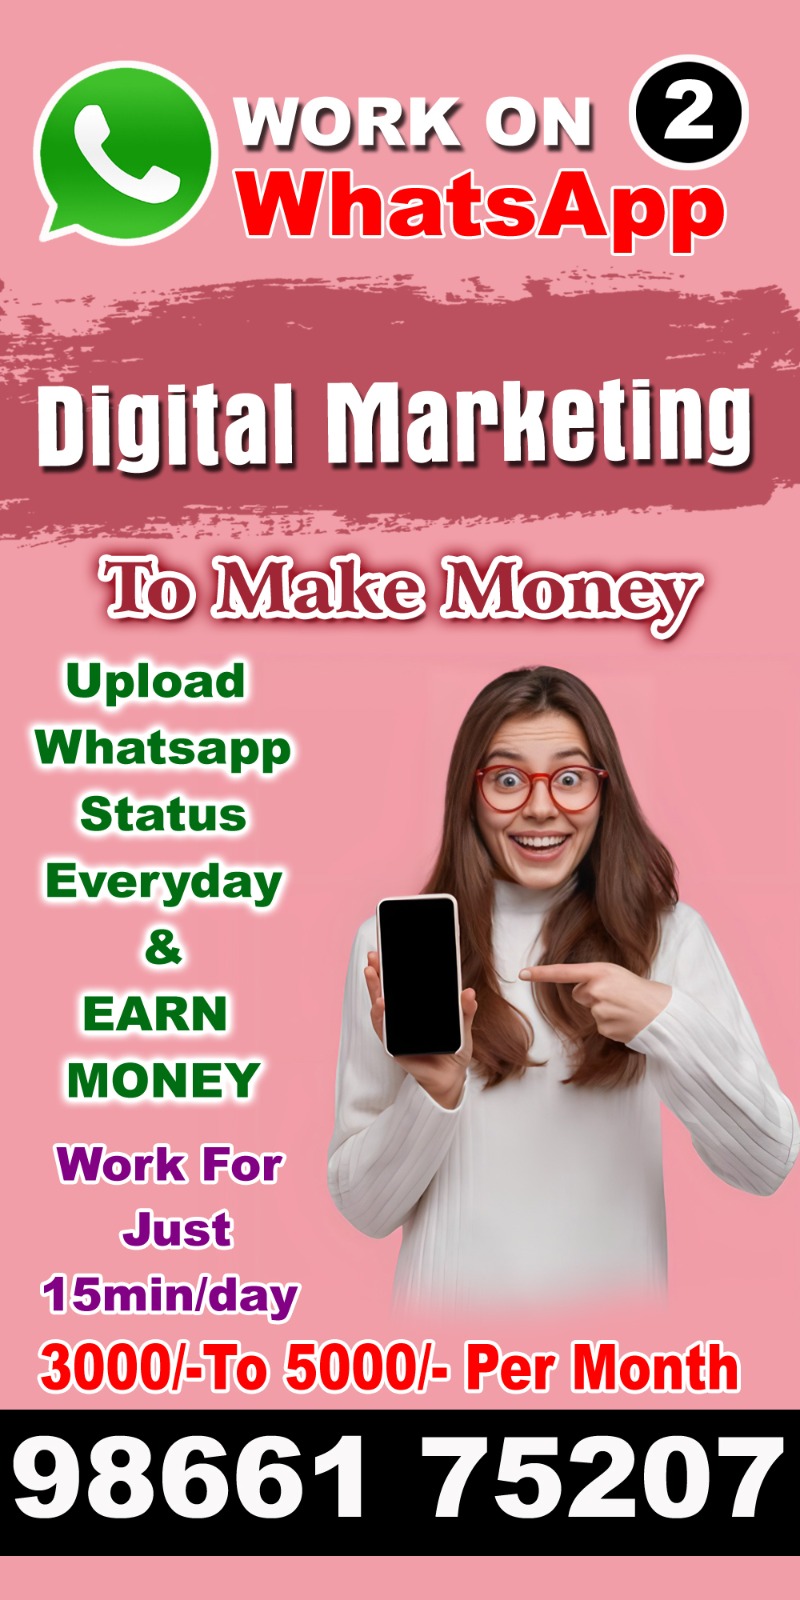 WORK ON
2
WhatsApp
Digital Marketing
To Make Money
Upload
Whatsapp
Status
Everyday
&
EARN
MONEY
Work For
Just
15min/day
3000/-To 5000/- Per Month
98661 75207